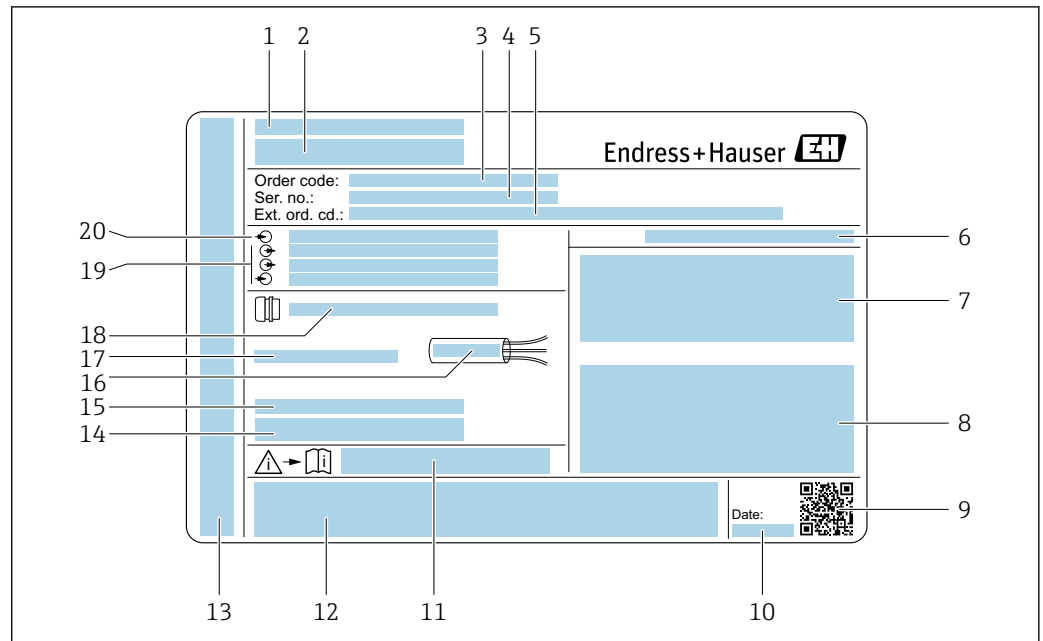 1 2 3 4 5
Endress+Hauser EH
Order code:
Ser. no.:
Ext. ord. cd.:
20
6
19
7
18
17
16
15
14
8
i i
Date:
9
13 12 11 10